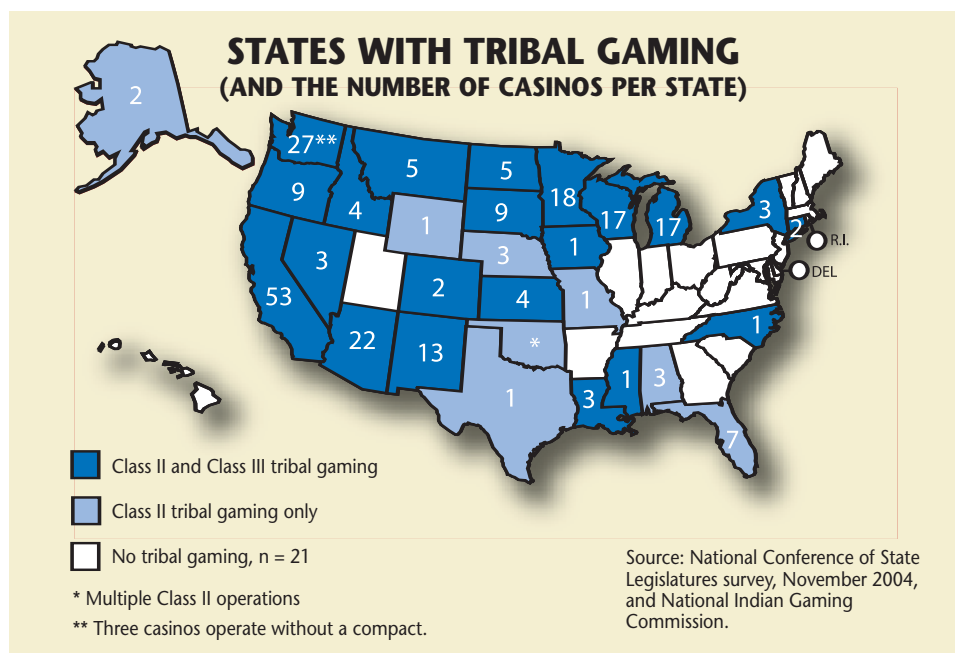 STATES WITH TRIBAL GAMING
(AND THE NUMBER OF CASINOS PER STATE)
2
27**
5
5
18
9
4
1
9
17
17
3
2
R.I.
3
1
DEL
3
2
4
1
53
22
13
*
1
1
3
1
3
7
Class II and Class III tribal gaming
Class II tribal gaming only
No tribal gaming, n = 21
* Multiple Class II operations
** Three casinos operate without a compact.
Source: National Conference of State
Legislatures survey, November 2004,
and National Indian Gaming
Commission.